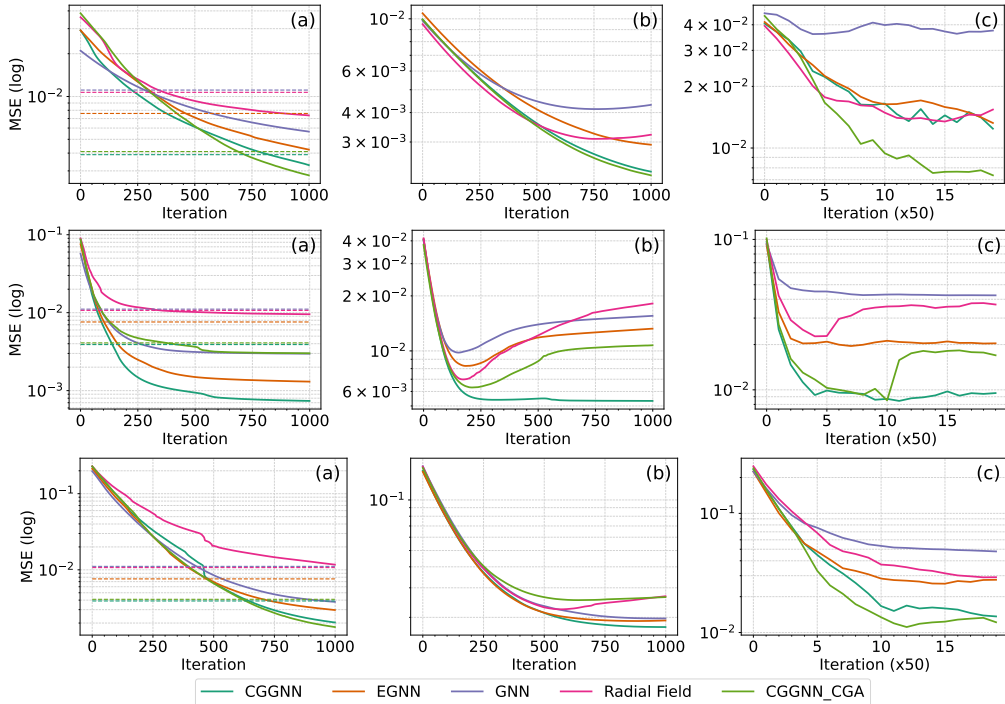 (a)
MSE (log)
10⁻²
0 250 500 750 1000
Iteration
(b)
10⁻²
6 × 10⁻³
4 × 10⁻³
3 × 10⁻³
0 250 500 750 1000
Iteration
(c)
4 × 10⁻²
3 × 10⁻²
2 × 10⁻²
10⁻²
0 5 10 15
Iteration (x50)
(a)
MSE (log)
10⁻¹
10⁻²
10⁻³
0 250 500 750 1000
Iteration
(b)
4 × 10⁻²
3 × 10⁻²
2 × 10⁻²
10⁻²
6 × 10⁻³
0 250 500 750 1000
Iteration
(c)
10⁻¹
10⁻²
0 5 10 15
Iteration (x50)
(a)
MSE (log)
10⁻¹
10⁻²
0 250 500 750 1000
Iteration
(b)
10⁻¹
0 250 500 750 1000
Iteration
(c)
10⁻¹
10⁻²
0 5 10 15
Iteration (x50)
CGGNN EGNN GNN Radial Field CGGNN_CGA